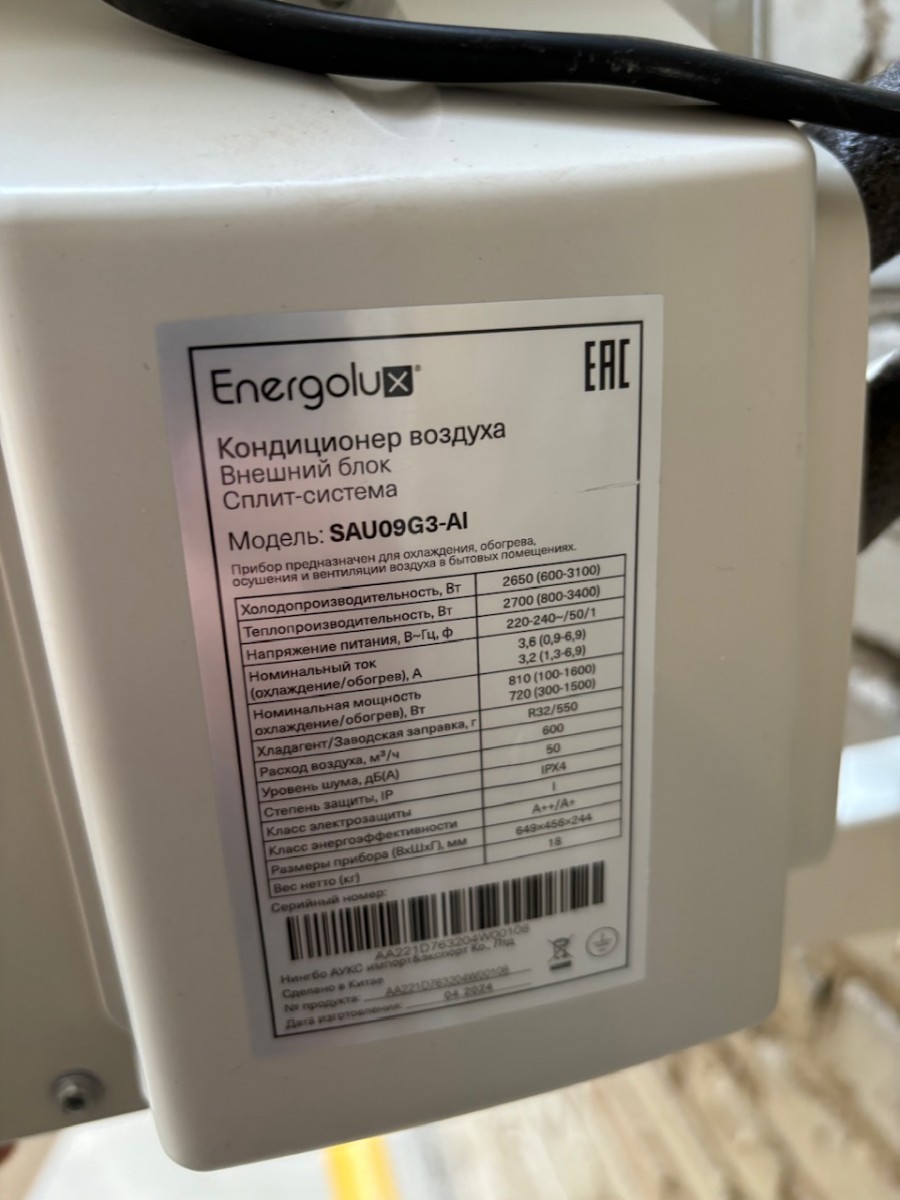 Energolux®
EAC
Кондиционер воздуха
Внешний блок
Сплит-система
Модель: SAU09G3-AI
Прибор предназначен для охлаждения, обогрева,
осушения и вентиляции воздуха в бытовых помещениях.
Холодопроизводительность, Вт 2650 (600-3100)
Теплопроизводительность, Вт 2700 (800-3400)
Напряжение питания, В~Гц, ф 220-240~/50/1
Номинальный ток 3,6 (0,9-6,9)
(охлаждение/обогрев), А 3,2 (1,3-6,9)
Номинальная мощность 810 (100-1600)
охлаждение/обогрев), Вт 720 (300-1500)
Хладагент/Заводская заправка, г R32/550
Расход воздуха, м³/ч 600
Уровень шума, дБ(А) 50
Степень защиты, IP IPX4
Класс электрозащиты I
Класс энергоэффективности A++/A+
Размеры прибора (ВхШхГ), мм 649×456×244
Вес нетто (кг) 18
Серийный номер:
AA221D763204W00108
Нингбо АУКС импорт&экспорт Ко., Лтд
Сделано в Китае
№ продукта: AA221D763204W00108
Дата изготовления: 04 2024